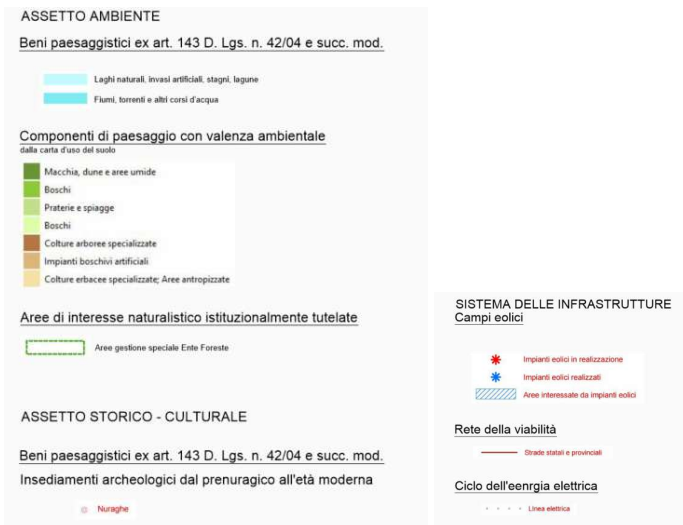 ASSETTO AMBIENTE
Beni paesaggistici ex art. 143 D. Lgs. n. 42/04 e succ. mod.
Laghi naturali, invasi artificiali, stagni, lagune
Fiumi, torrenti e altri corsi d'acqua
Componenti di paesaggio con valenza ambientale
dalla carta d'uso del suolo
Macchia, dune e aree umide
Boschi
Praterie e spiagge
Boschi
Colture arboree specializzate
Impianti boschivi artificiali
Colture erbacee specializzate; Aree antropizzate
Aree di interesse naturalistico istituzionalmente tutelate
Aree gestione speciale Ente Foreste
ASSETTO STORICO - CULTURALE
Beni paesaggistici ex art. 143 D. Lgs. n. 42/04 e succ. mod.
Insediamenti archeologici dal prenuragico all'età moderna
Nuraghe
SISTEMA DELLE INFRASTRUTTURE
Campi eolici
Impianti eolici in realizzazione
Impianti eolici realizzati
Aree interessate da impianti eolici
Rete della viabilità
Strade statali e provinciali
Ciclo dell'eenrgia elettrica
Linea elettrica